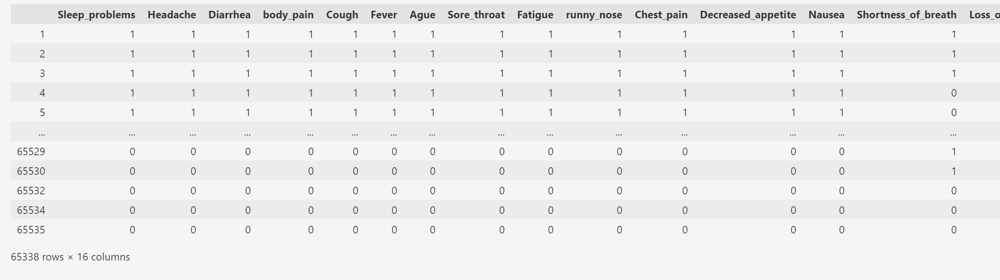 Sleep_problems Headache Diarrhea body_pain Cough Fever Ague Sore_throat Fatigue runny_nose Chest_pain Decreased_appetite Nausea Shortness_of_breath Loss_o
1 1 1 1 1 1 1 1 1 1 1 1 1 1 1
2 1 1 1 1 1 1 1 1 1 1 1 1 1 1
3 1 1 1 1 1 1 1 1 1 1 1 1 1 1
4 1 1 1 1 1 1 1 1 1 1 1 1 1 0
5 1 1 1 1 1 1 1 1 1 1 1 1 1 0
... ... ... ... ... ... ... ... ... ... ... ... ... ... ...
65529 0 0 0 0 0 0 0 0 0 0 0 0 0 1
65530 0 0 0 0 0 0 0 0 0 0 0 0 0 1
65532 0 0 0 0 0 0 0 0 0 0 0 0 0 0
65534 0 0 0 0 0 0 0 0 0 0 0 0 0 0
65535 0 0 0 0 0 0 0 0 0 0 0 0 0 0
65338 rows × 16 columns